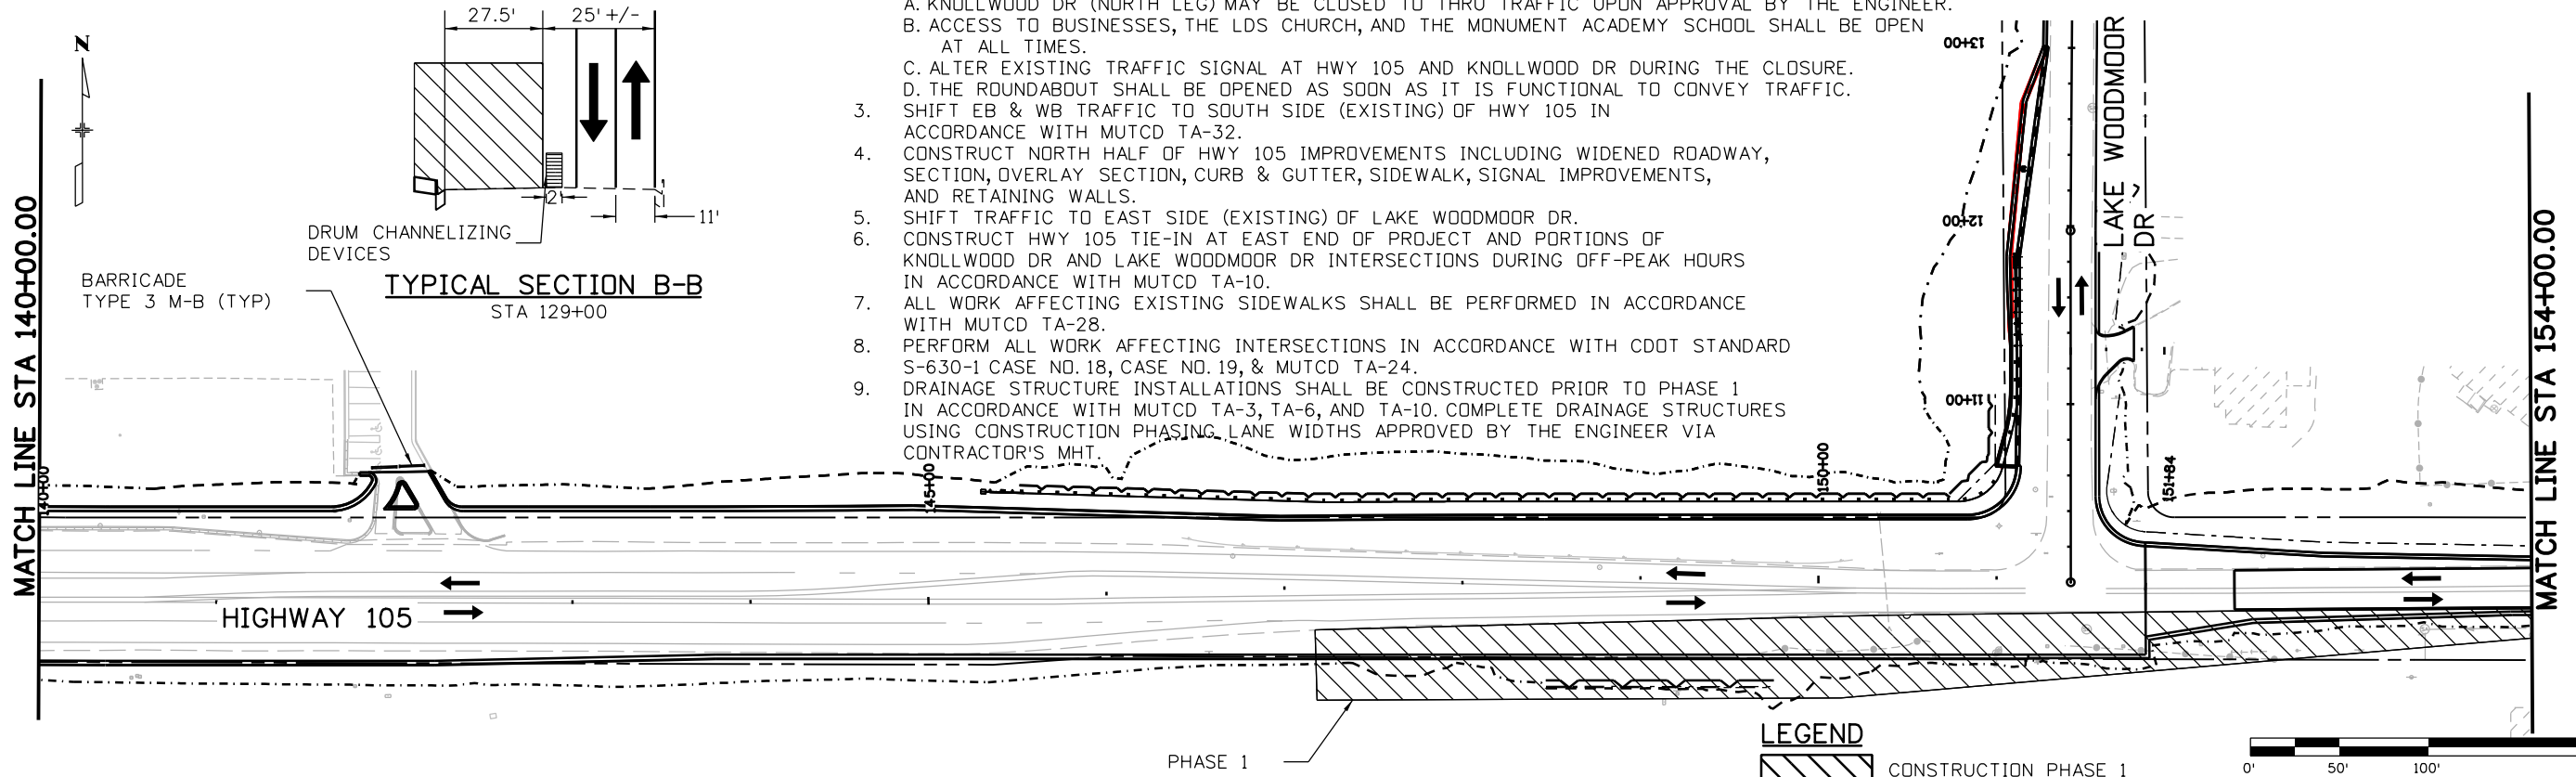 27.5'
25' +/-
N
2'
11'
DRUM CHANNELIZING
DEVICES
TYPICAL SECTION B-B
STA 129+00
BARRICADE
TYPE 3 M-B (TYP)
A. KNOLLWOOD DR (NORTH LEG) MAY BE CLOSED TO THRU TRAFFIC UPON APPROVAL BY THE ENGINEER.
B. ACCESS TO BUSINESSES, THE LDS CHURCH, AND THE MONUMENT ACADEMY SCHOOL SHALL BE OPEN
AT ALL TIMES.
C. ALTER EXISTING TRAFFIC SIGNAL AT HWY 105 AND KNOLLWOOD DR DURING THE CLOSURE.
D. THE ROUNDABOUT SHALL BE OPENED AS SOON AS IT IS FUNCTIONAL TO CONVEY TRAFFIC.
3. SHIFT EB & WB TRAFFIC TO SOUTH SIDE (EXISTING) OF HWY 105 IN
ACCORDANCE WITH MUTCD TA-32.
4. CONSTRUCT NORTH HALF OF HWY 105 IMPROVEMENTS INCLUDING WIDENED ROADWAY,
SECTION, OVERLAY SECTION, CURB & GUTTER, SIDEWALK, SIGNAL IMPROVEMENTS,
AND RETAINING WALLS.
5. SHIFT TRAFFIC TO EAST SIDE (EXISTING) OF LAKE WOODMOOR DR.
6. CONSTRUCT HWY 105 TIE-IN AT EAST END OF PROJECT AND PORTIONS OF
KNOLLWOOD DR AND LAKE WOODMOOR DR INTERSECTIONS DURING OFF-PEAK HOURS
IN ACCORDANCE WITH MUTCD TA-10.
7. ALL WORK AFFECTING EXISTING SIDEWALKS SHALL BE PERFORMED IN ACCORDANCE
WITH MUTCD TA-28.
8. PERFORM ALL WORK AFFECTING INTERSECTIONS IN ACCORDANCE WITH CDOT STANDARD
S-630-1 CASE NO. 18, CASE NO. 19, & MUTCD TA-24.
9. DRAINAGE STRUCTURE INSTALLATIONS SHALL BE CONSTRUCTED PRIOR TO PHASE 1
IN ACCORDANCE WITH MUTCD TA-3, TA-6, AND TA-10. COMPLETE DRAINAGE STRUCTURES
USING CONSTRUCTION PHASING LANE WIDTHS APPROVED BY THE ENGINEER VIA
CONTRACTOR'S MHT.
13+00
12+00
11+00
LAKE WOODMOOR
DR
MATCH LINE STA 140+00.00
140+00
145+00
150+00
151+84
MATCH LINE STA 154+00.00
HIGHWAY 105
PHASE 1
LEGEND
CONSTRUCTION PHASE 1
0'
50'
100'